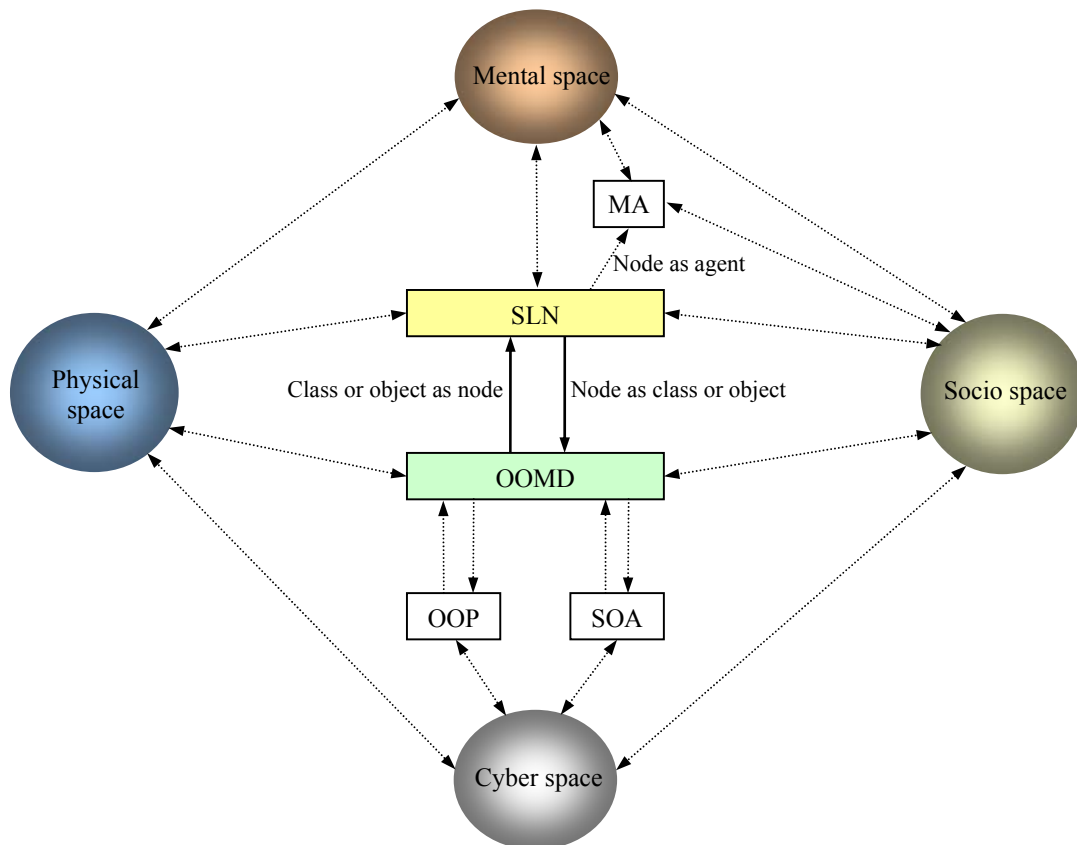 Mental space
MA
Node as agent
SLN
Physical
space
Class or object as node
Node as class or object
Socio space
OOMD
OOP
SOA
Cyber space